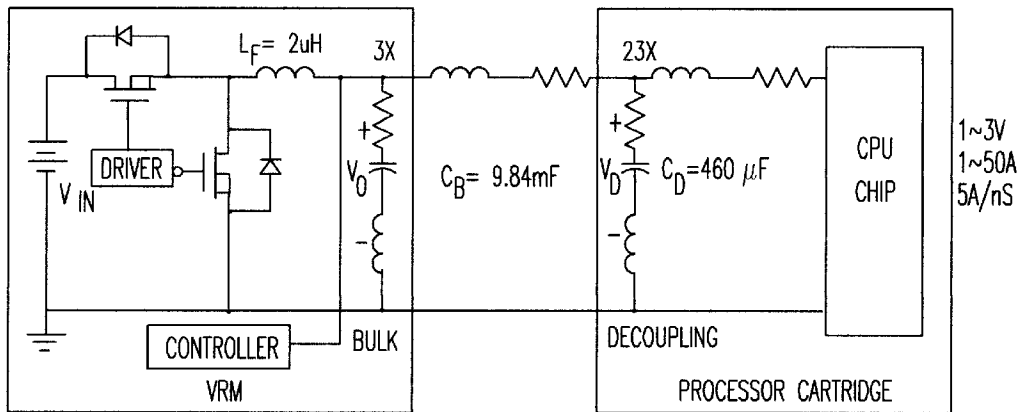 L_F= 2uH
3X
23X
DRIVER
V_IN
+
V_O
-
C_B= 9.84mF
+
V_D
-
C_D=460 µF
CPU
CHIP
1~3V
1~50A
5A/nS
CONTROLLER
BULK
VRM
DECOUPLING
PROCESSOR CARTRIDGE